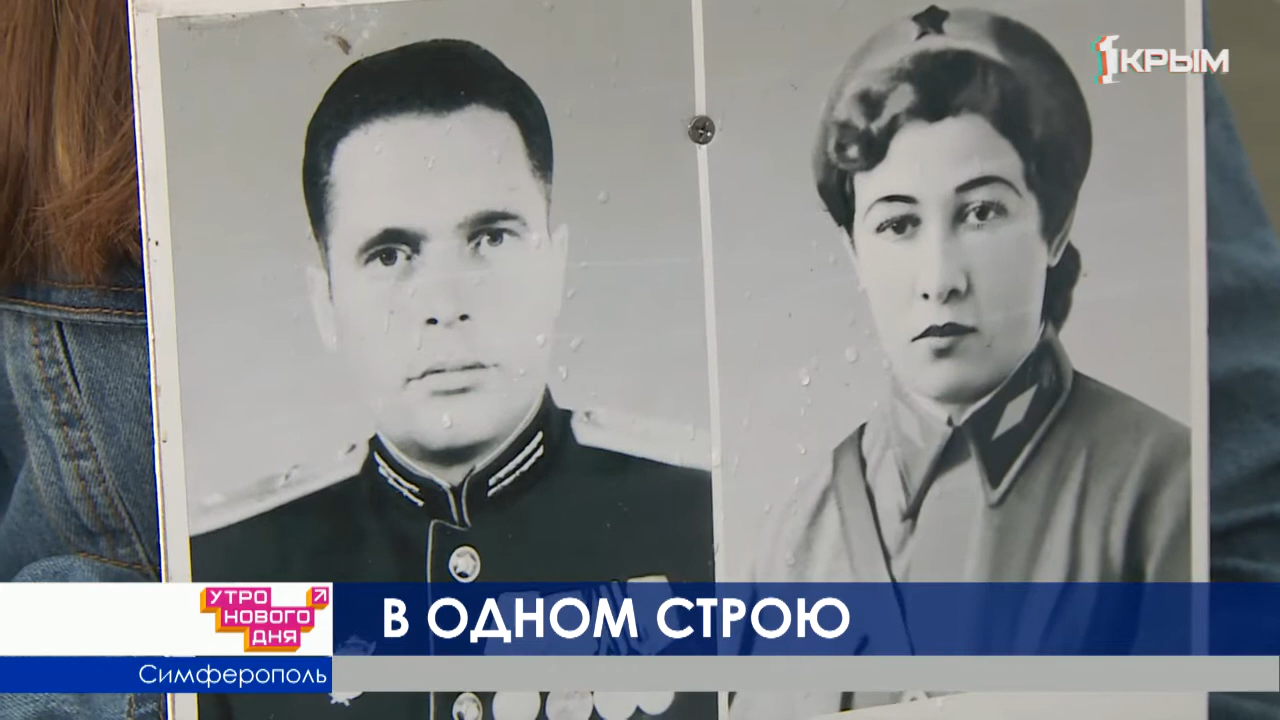 1КРЫМ
УТРО
НОВОГО
ДНЯ
В ОДНОМ СТРОЮ
Симферополь